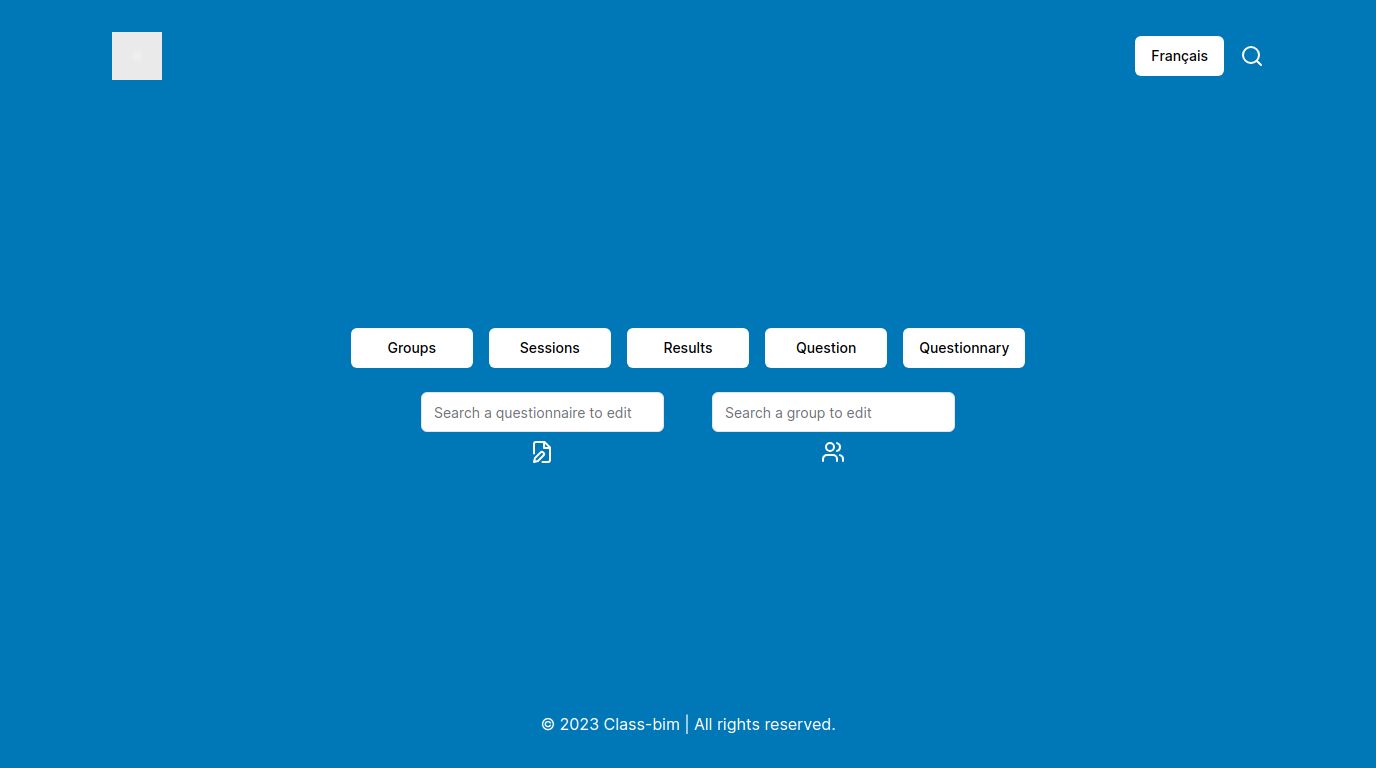 Français
Groups
Sessions
Results
Question
Questionnary
Search a questionnaire to edit
Search a group to edit
© 2023 Class-bim | All rights reserved.